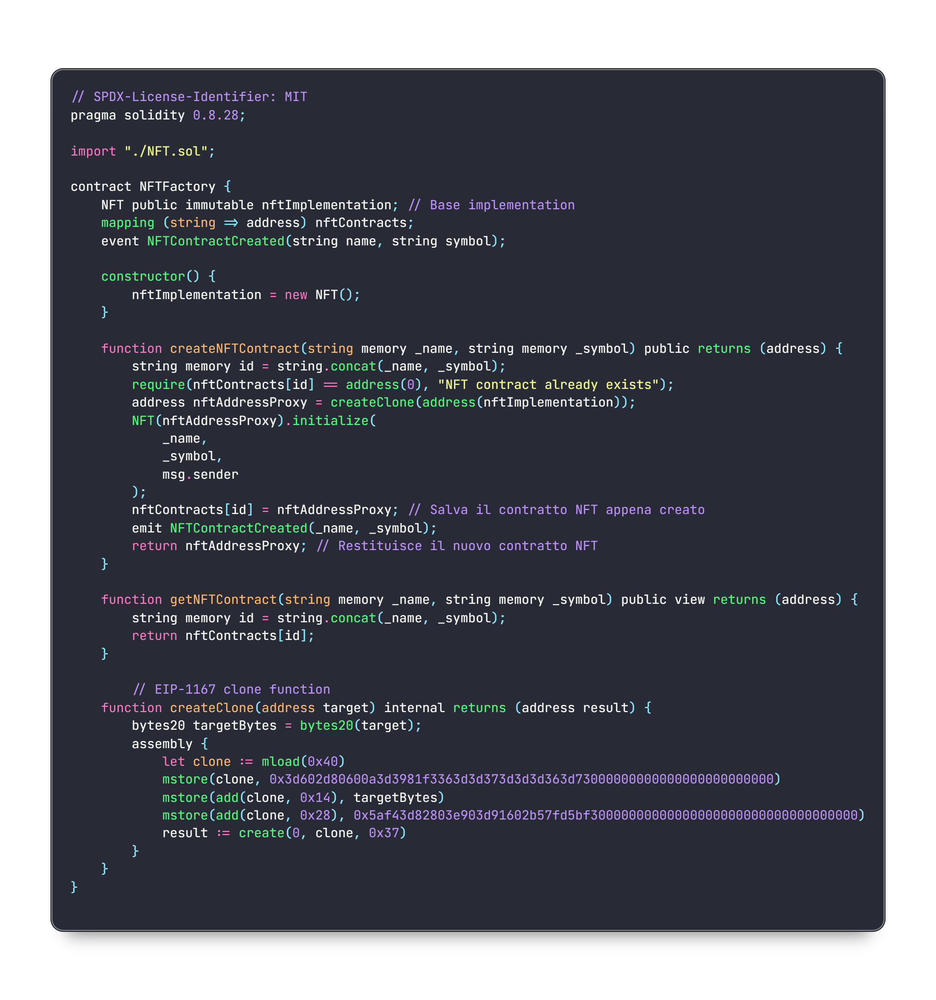 // SPDX-License-Identifier: MIT
pragma solidity 0.8.28;
import "./NFT.sol";
contract NFTFactory {
    NFT public immutable nftImplementation; // Base implementation
    mapping (string => address) nftContracts;
    event NFTContractCreated(string name, string symbol);
    constructor() {
        nftImplementation = new NFT();
    }
    function createNFTContract(string memory _name, string memory _symbol) public returns (address) {
        string memory id = string.concat(_name, _symbol);
        require(nftContracts[id] == address(0), "NFT contract already exists");
        address nftAddressProxy = createClone(address(nftImplementation));
        NFT(nftAddressProxy).initialize(
            _name,
            _symbol,
            msg.sender
        );
        nftContracts[id] = nftAddressProxy; // Salva il contratto NFT appena creato
        emit NFTContractCreated(_name, _symbol);
        return nftAddressProxy; // Restituisce il nuovo contratto NFT
    }
    function getNFTContract(string memory _name, string memory _symbol) public view returns (address) {
        string memory id = string.concat(_name, _symbol);
        return nftContracts[id];
    }
        // EIP-1167 clone function
    function createClone(address target) internal returns (address result) {
        bytes20 targetBytes = bytes20(target);
        assembly {
            let clone := mload(0x40)
            mstore(clone, 0x3d602d80600a3d3981f3363d3d373d3d3d363d73000000000000000000000000)
            mstore(add(clone, 0x14), targetBytes)
            mstore(add(clone, 0x28), 0x5af43d82803e903d91602b57fd5bf30000000000000000000000000000000000)
            result := create(0, clone, 0x37)
        }
    }
}